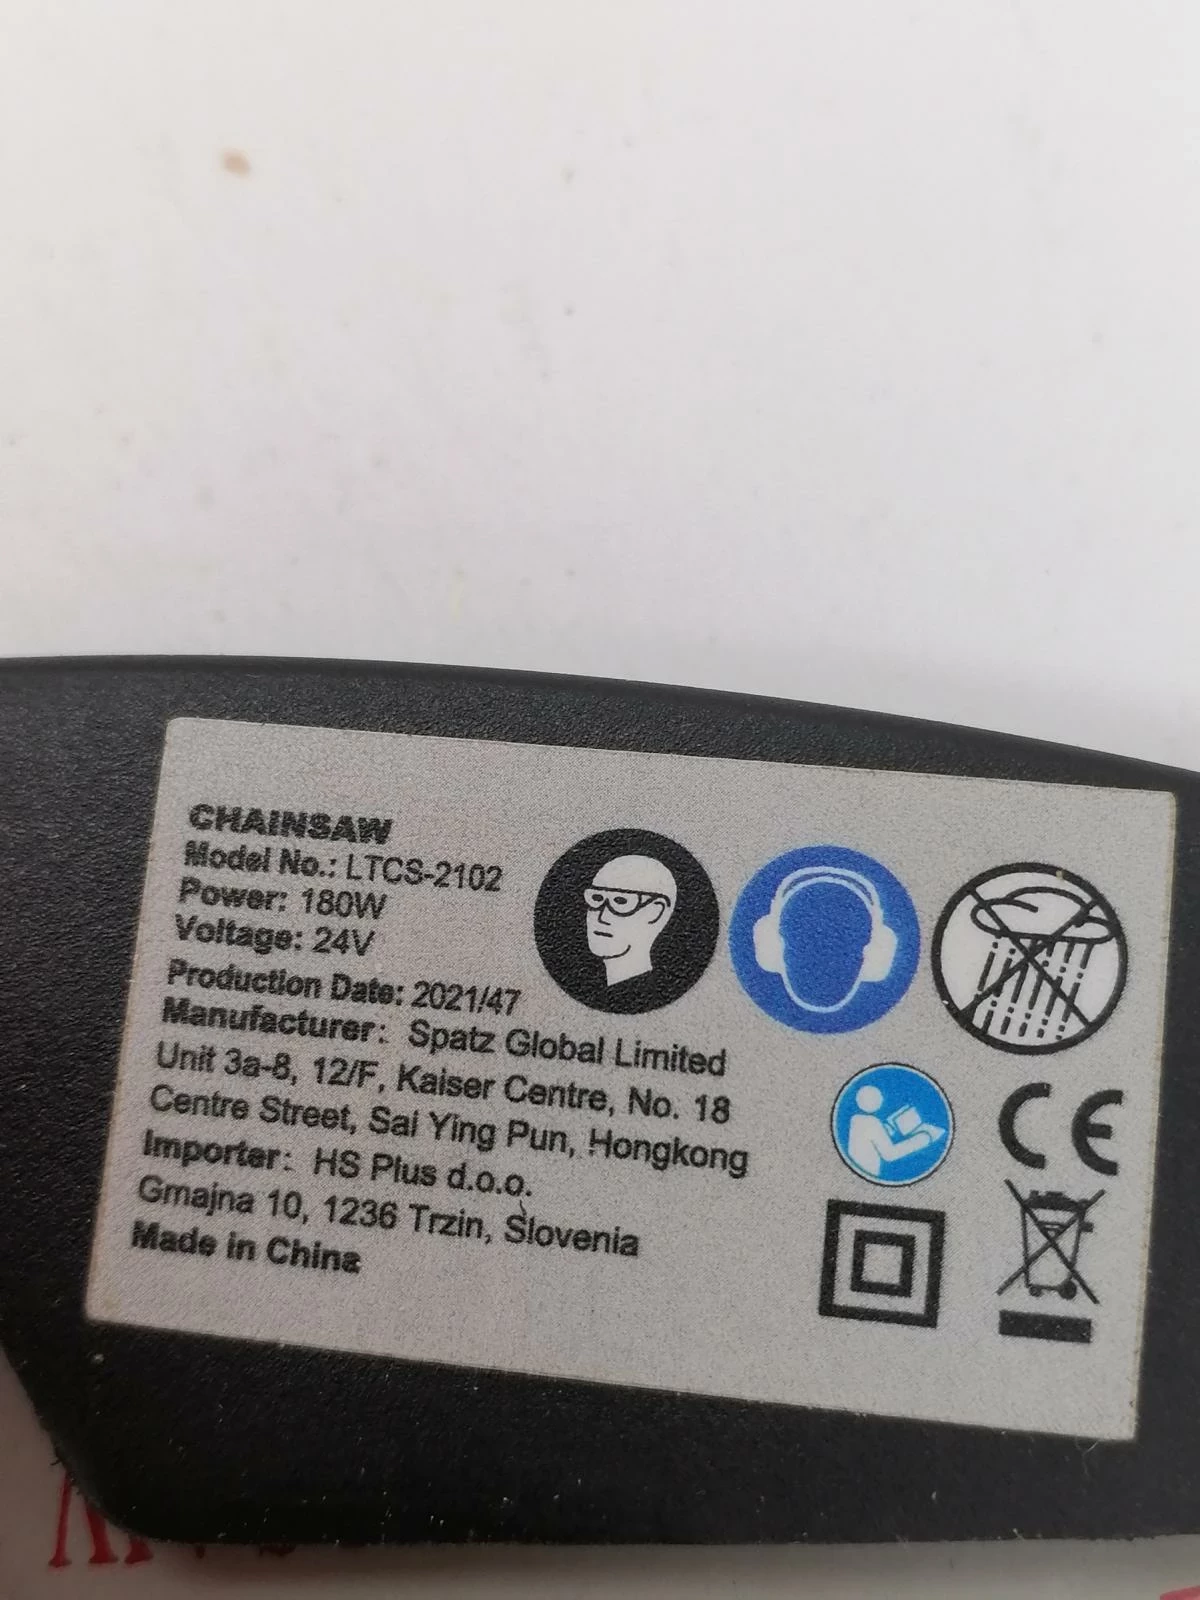 CHAINSAW
Model No.: LTCS-2102
Power: 180W
Voltage: 24V
Production Date: 2021/47
Manufacturer: Spatz Global Limited
Unit 3a-8, 12/F, Kaiser Centre, No. 18
Centre Street, Sai Ying Pun, Hongkong
Importer: HS Plus d.o.o.
Gmajna 10, 1236 Trzin, Slovenia
Made in China
CE